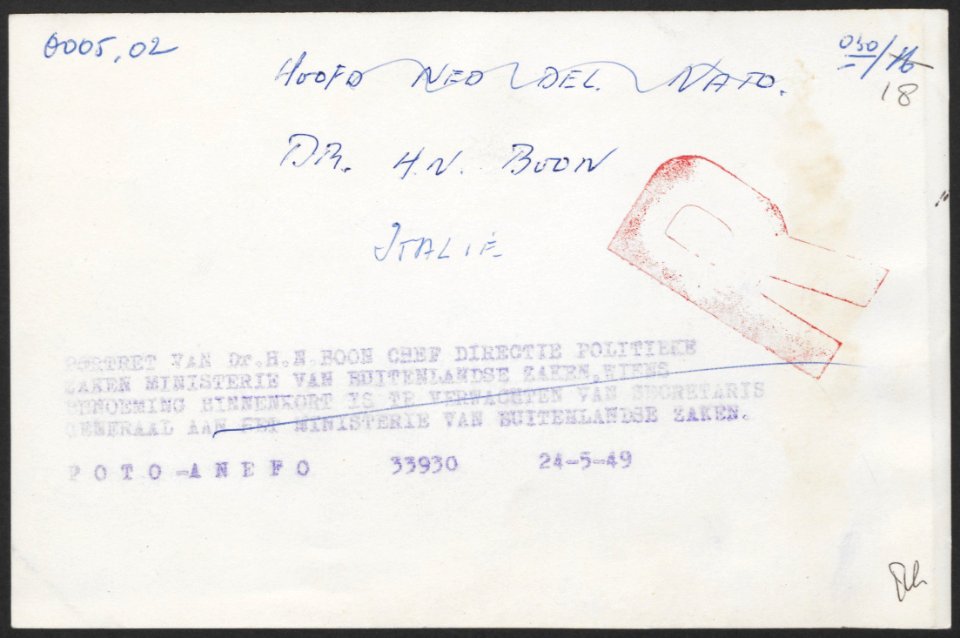 0005,02
050/16
18
HOOFD NED DEL. NATO.
DR. H.N. BOON
ITALIË
R
PORTRET VAN Dr.H.N.BOON CHEF DIRECTIE POLITIEKE
ZAKEN MINISTERIE VAN BUITENLANDSE ZAKEN, WIENS
BENOEMING BINNENKORT IS TE VERWACHTEN VAN SECRETARIS
GENERAAL AAN HET MINISTERIE VAN BUITENLANDSE ZAKEN.
FOTO-ANEFO 33930 24-5-49